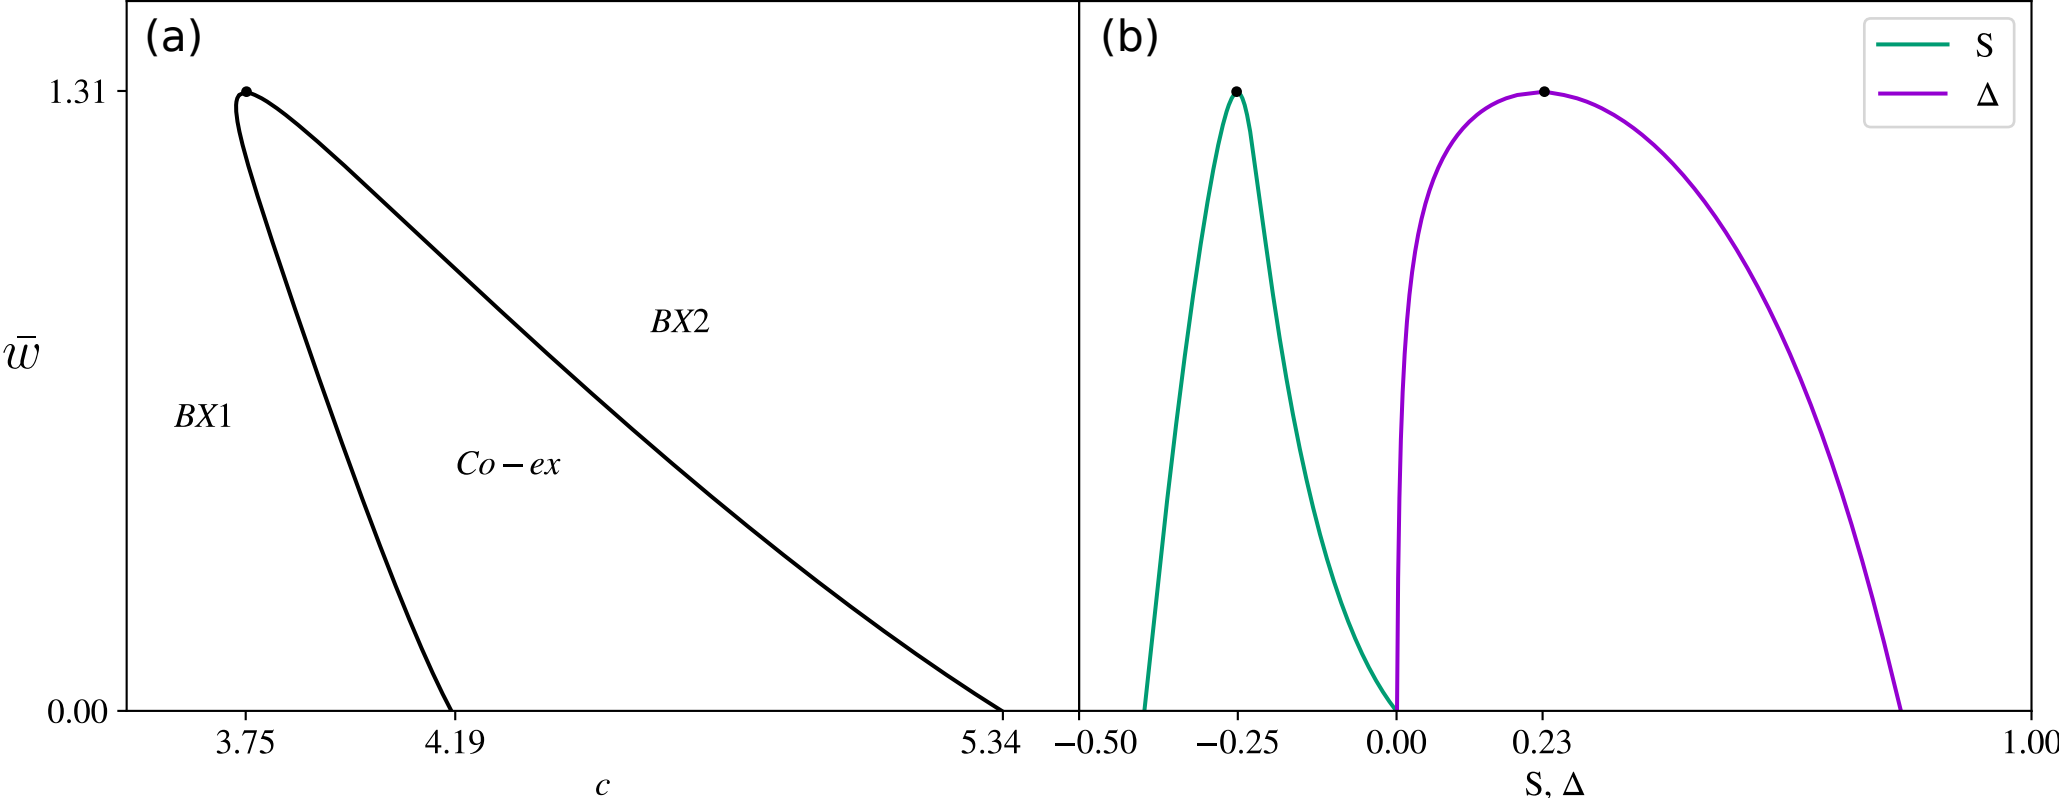 (a)
(b)
S
Δ
1.31
w̄
0.00
BX1
Co − ex
BX2
3.75
4.19
5.34
c
−0.50
−0.25
0.00
0.23
1.00
S, Δ